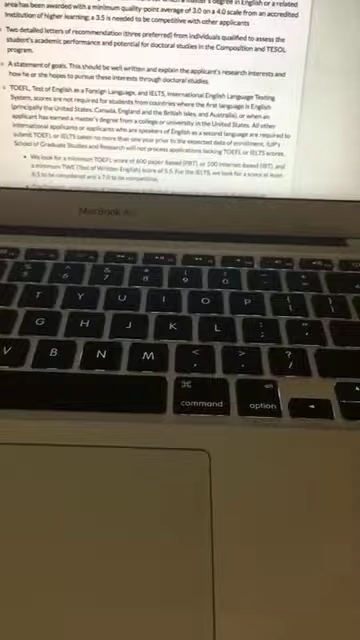 area has been awarded with a minimum quality-point average of 3.0 on a 4.0 scale from an accredited
institution of higher learning; a 3.5 is needed to be competitive with other applicants
Two detailed letters of recommendation (three preferred) from individuals qualified to assess the
student's academic performance and potential for doctoral studies in the Composition and TESOL
program.
A statement of goals. This should be well written and explain the applicant's research interests and
how he or she hopes to pursue these interests through doctoral studies.
TOEFL, Test of English as a Foreign Language, and IELTS, International English Language Testing
System, scores are not required for students from countries where the first language is English
(principally the United States, Canada, England and the British Isles, and Australia), or when an
applicant has earned a master's degree from a college or university in the United States. All other
international applicants or applicants who are speakers of English as a second language are required to
submit TOEFL or IELTS taken no more than one year prior to the expected date of enrollment. IUP's
School of Graduate Studies and Research will not process applications lacking TOEFL or IELTS scores.
We look for a minimum TOEFL score of 600 paper based (PBT) or 100 internet-based (IBT) and
a minimum TWE (Test of Written English) score of 5.5. For the IELTS, we look for a score of least
6.5 to be considered and a 7.0 to be competitive.
MacBook Air
^ 6 & 7 * 8 ( 9 ) 0
T Y U I O P { [ } ]
G H J K L : ; " '
V B N M < , > . ? /
⌘ alt
command option